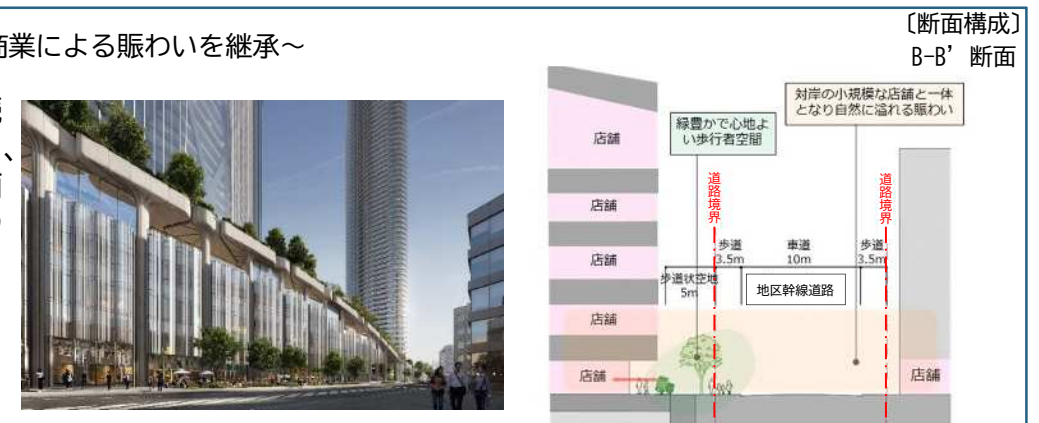 商業による賑わいを継承～
、
〔断面構成〕
B-B’断面
対岸の小規模な店舗と一体
となり自然に溢れる賑わい
緑豊かで心地よ
い歩行者空間
店舗
道路境界
道路境界
店舗
歩道
3.5m
車道
10m
歩道
3.5m
店舗
歩道状空地
5m
地区幹線道路
店舗
店舗
店舗